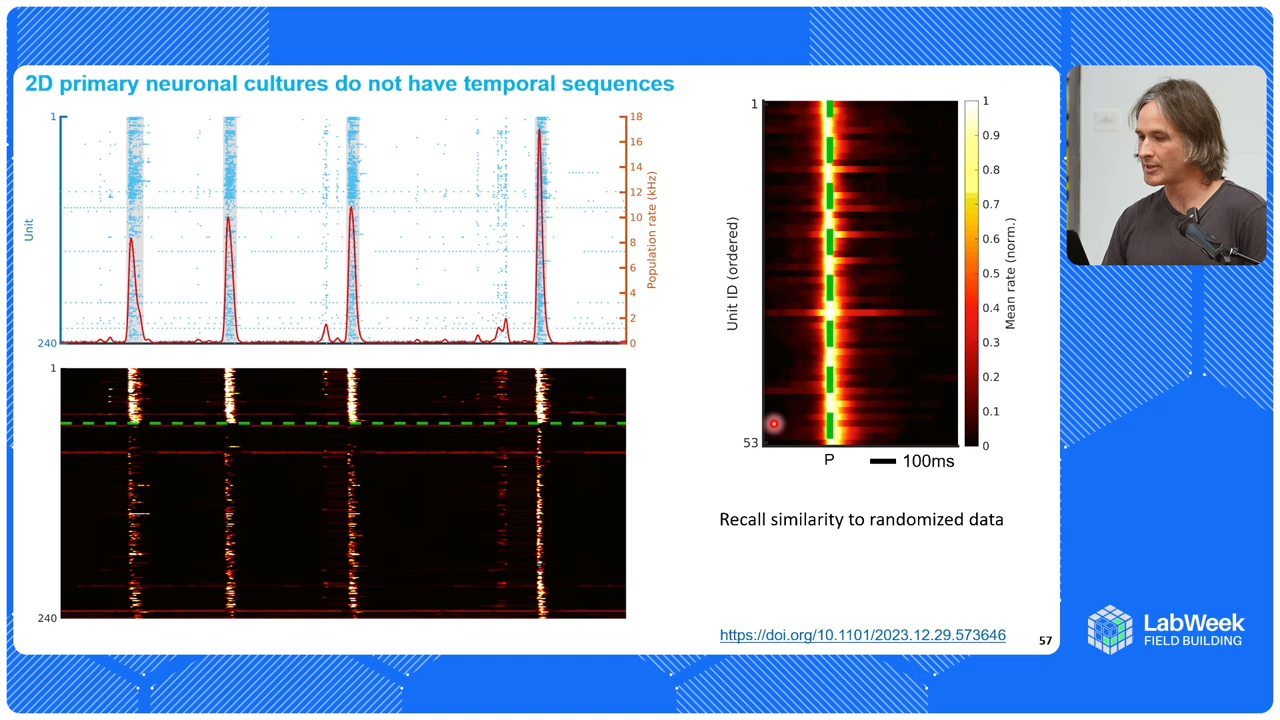 2D primary neuronal cultures do not have temporal sequences
1
Unit
240
18
16
14
12
10
8
6
4
2
0
Population rate (kHz)
1
240
1
Unit ID (ordered)
53
P
100ms
1
0.9
0.8
0.7
0.6
0.5
0.4
0.3
0.2
0.1
0
Mean rate (norm.)
Recall similarity to randomized data
https://doi.org/10.1101/2023.12.29.573646
57
LabWeek
FIELD BUILDING